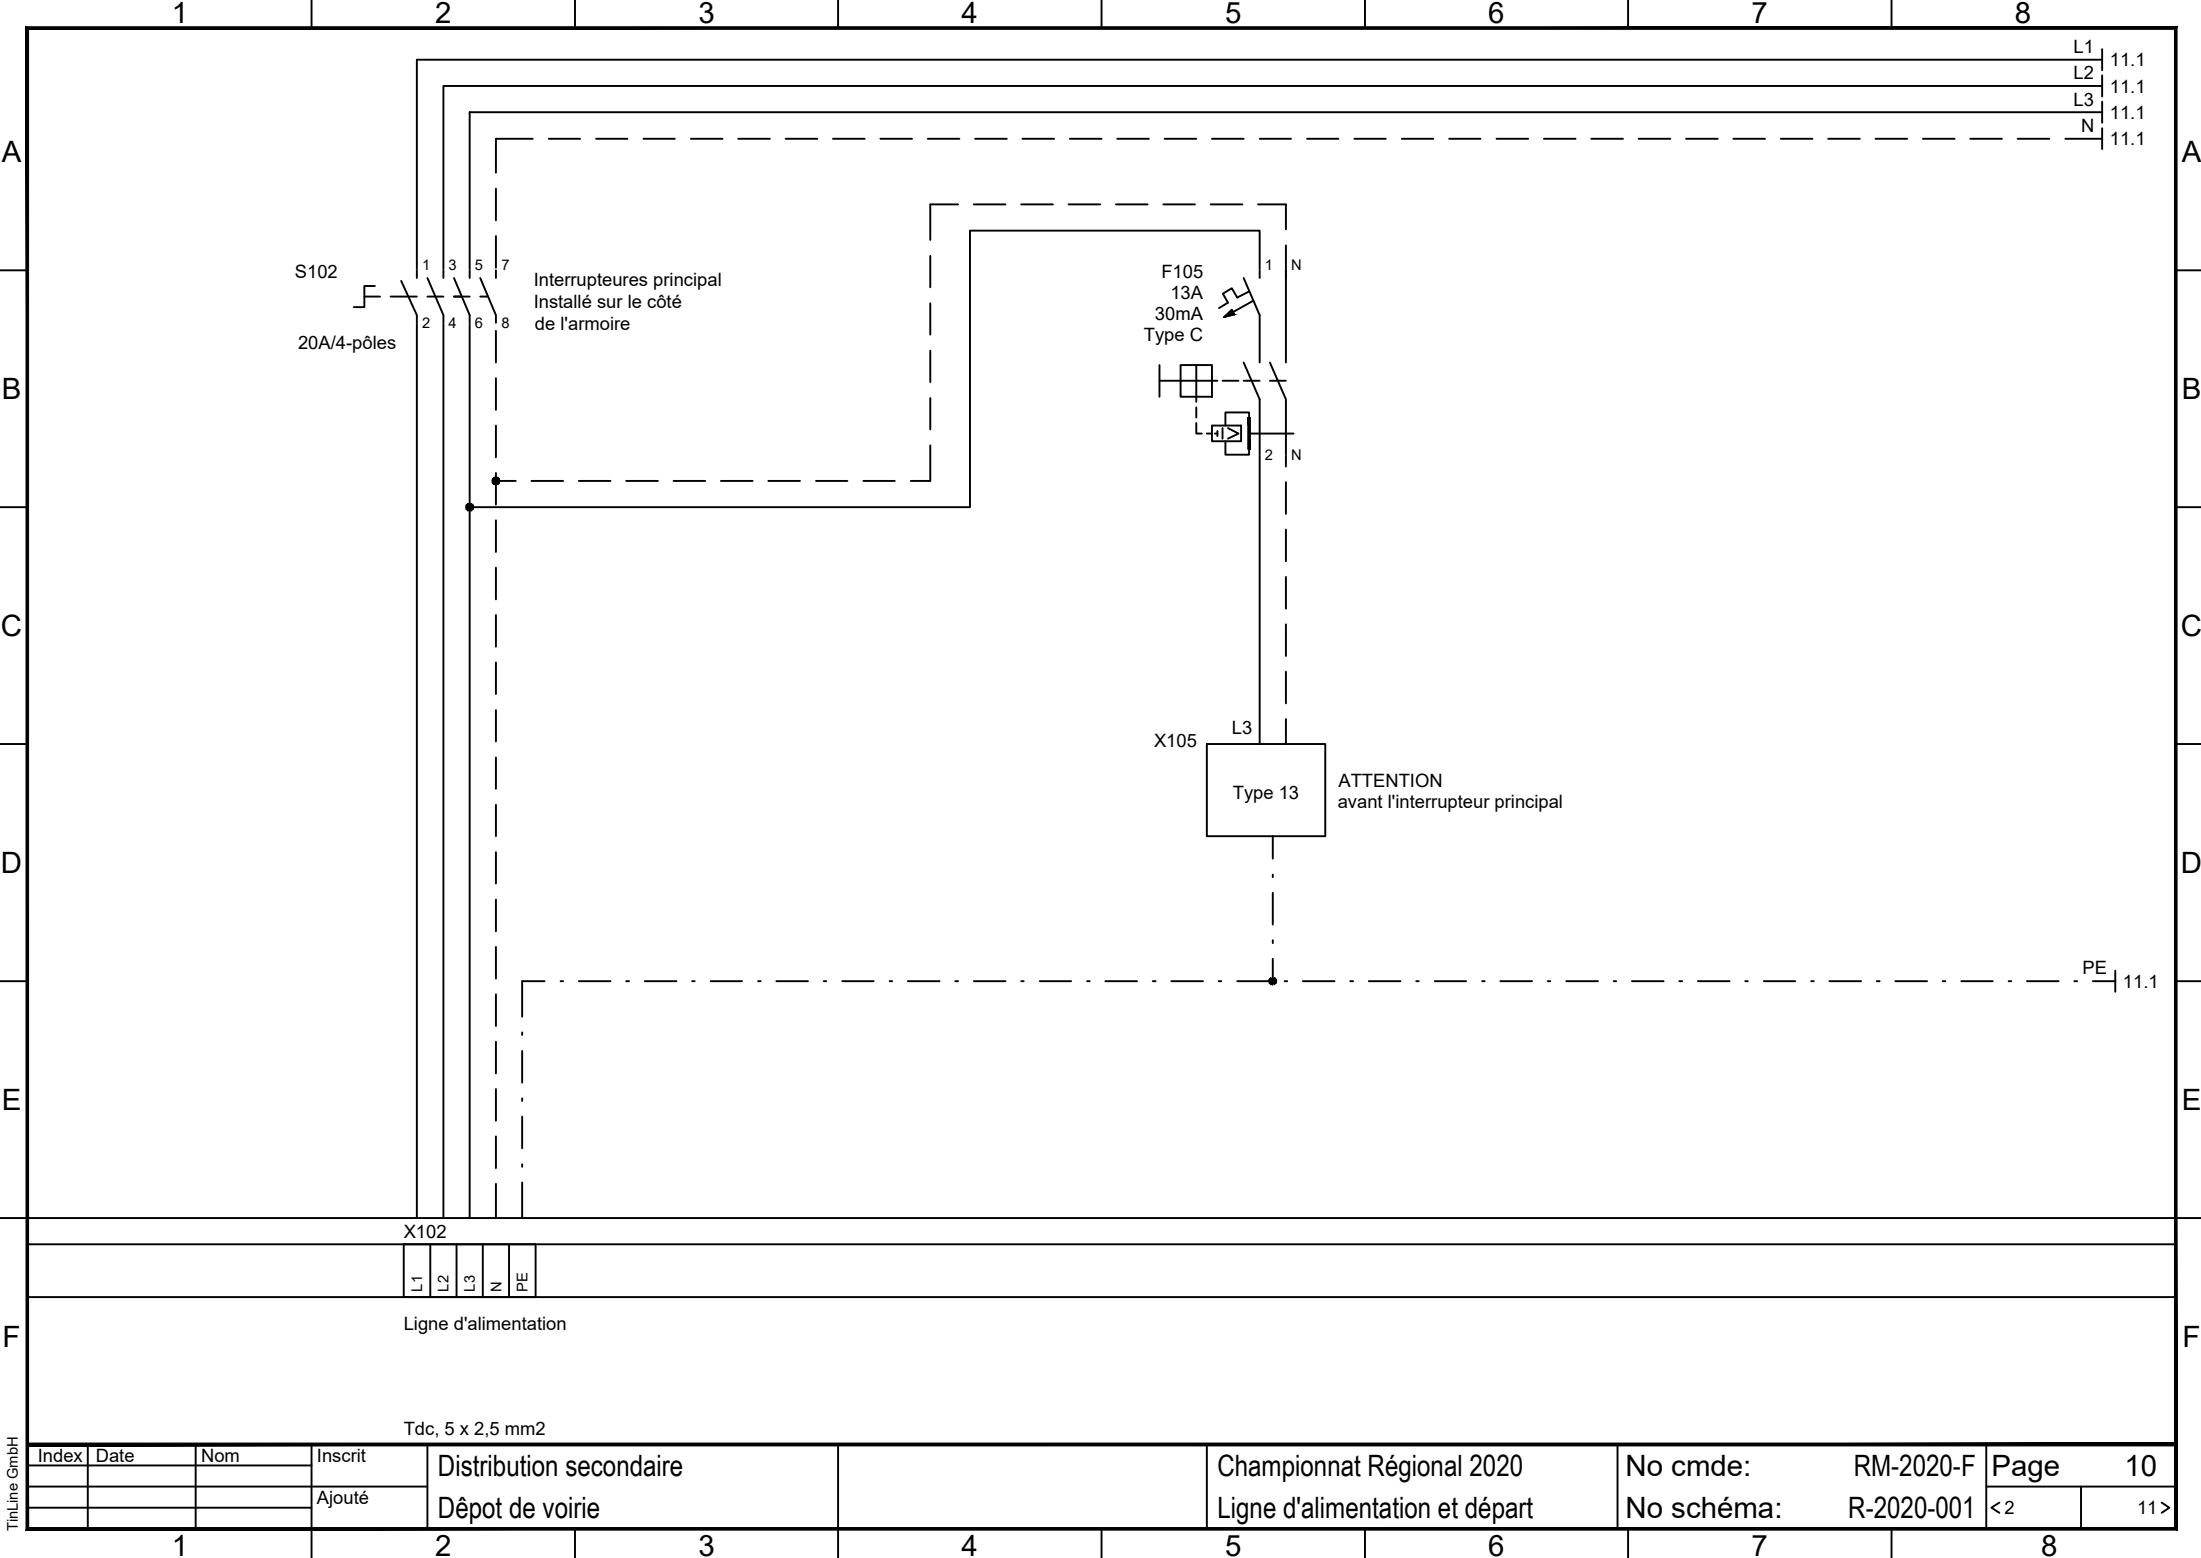 1 2 3 4 5 6 7 8
L1 11.1
L2 11.1
L3 11.1
N 11.1
A A
S102
1 3 5 7
2 4 6 8
20A/4-pôles
Interrupteures principal
Installé sur le côté
de l'armoire
F105
13A
30mA
Type C
1 N
2 N
B B
C C
L3
X105
Type 13
ATTENTION
avant l'interrupteur principal
D D
PE 11.1
E E
X102
L1 L2 L3 N PE
Ligne d'alimentation
F F
Tdc, 5 x 2,5 mm2
TinLine GmbH
Index Date Nom Inscrit
Ajouté
Distribution secondaire
Dêpot de voirie
Championnat Régional 2020
Ligne d'alimentation et départ
No cmde: RM-2020-F
No schéma: R-2020-001
Page 10
<2 11>
1 2 3 4 5 6 7 8